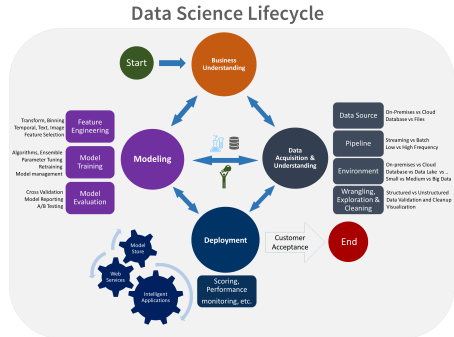 Data Science Lifecycle
Start
Business
Understanding
Transform, Binning
Temporal, Text, Image
Feature Selection
Feature
Engineering
Algorithms, Ensemble
Parameter Tuning
Retraining
Model management
Model
Training
Cross Validation
Model Reporting
A/B Testing
Model
Evaluation
Modeling
Data
Acquisition &
Understanding
Data Source
On-Premises vs Cloud
Database vs Files
Pipeline
Streaming vs Batch
Low vs High Frequency
Environment
On-premises vs Cloud
Database vs Data Lake vs ..
Small vs Medium vs Big Data
Wrangling,
Exploration &
Cleaning
Structured vs Unstructured
Data Validation and Cleanup
Visualization
Deployment
Customer
Acceptance
End
Scoring,
Performance
monitoring, etc.
Model
Store
Web
Services
Intelligent
Applications